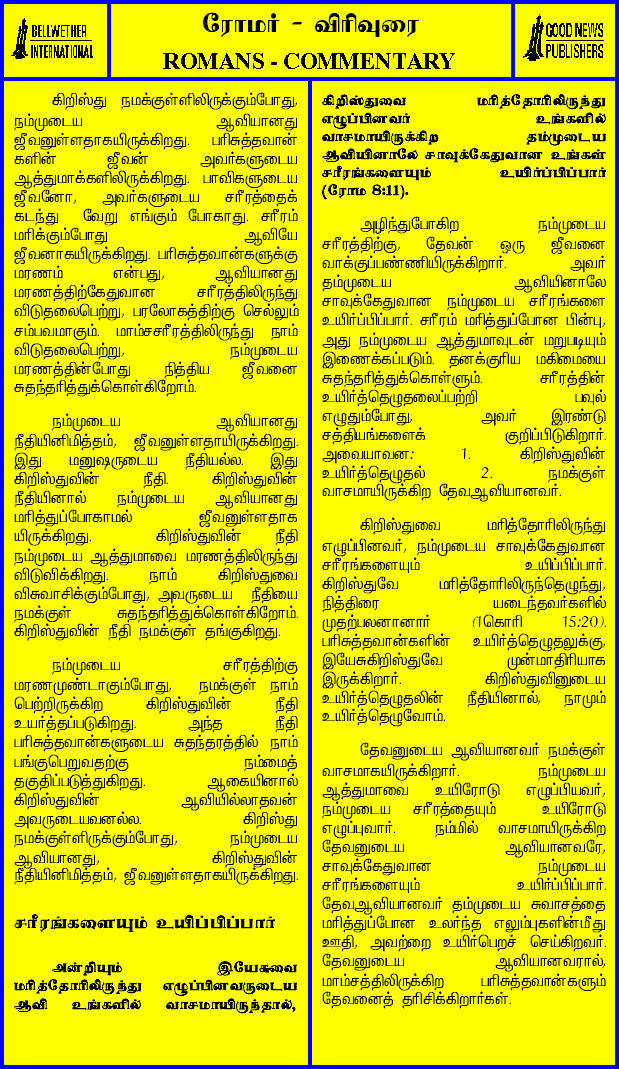 BELLWETHER
INTERNATIONAL
ரோமர் - விரிவுரை
ROMANS - COMMENTARY
GOOD NEWS
PUBLISHERS
கிறிஸ்து நமக்குள்ளிலிருக்கும்போது,
நம்முடைய ஆவியானது
ஜீவனுள்ளதாகயிருக்கிறது. பரிசுத்தவான்
களின் ஜீவன் அவர்களுடைய
ஆத்துமாக்களிலிருக்கிறது. பாவிகளுடைய
ஜீவனோ, அவர்களுடைய சரீரத்தைக்
கடந்து வேறு எங்கும் போகாது. சரீரம்
மரிக்கும்போது ஆவியே
ஜீவனாகயிருக்கிறது. பரிசுத்தவான்களுக்கு
மரணம் என்பது, ஆவியானது
மரணத்திற்கேதுவான சரீரத்திலிருந்து
விடுதலைபெற்று, பரலோகத்திற்கு செல்லும்
சம்பவமாகும். மாம்சசரீரத்திலிருந்து நாம்
விடுதலைபெற்று, நம்முடைய
மரணத்தின்போது நித்திய ஜீவனை
சுதந்தரித்துக்கொள்கிறோம்.
நம்முடைய ஆவியானது
நீதியினிமித்தம், ஜீவனுள்ளதாயிருக்கிறது.
இது மனுஷருடைய நீதியல்ல. இது
கிறிஸ்துவின் நீதி. கிறிஸ்துவின்
நீதியினால் நம்முடைய ஆவியானது
மரித்துப்போகாமல் ஜீவனுள்ளதாக
யிருக்கிறது. கிறிஸ்துவின் நீதி
நம்முடைய ஆத்துமாவை மரணத்திலிருந்து
விடுவிக்கிறது. நாம் கிறிஸ்துவை
விசுவாசிக்கும்போது, அவருடைய நீதியை
நமக்குள் சுதந்தரித்துக்கொள்கிறோம்.
கிறிஸ்துவின் நீதி நமக்குள் தங்குகிறது.
நம்முடைய சரீரத்திற்கு
மரணமுண்டாகும்போது, நமக்குள் நாம்
பெற்றிருக்கிற கிறிஸ்துவின் நீதி
உயர்த்தப்படுகிறது. அந்த நீதி
பரிசுத்தவான்களுடைய சுதந்தரத்தில் நாம்
பங்குபெறுவதற்கு நம்மைத்
தகுதிப்படுத்துகிறது. ஆகையினால்
கிறிஸ்துவின் ஆவியில்லாதவன்
அவருடையவனல்ல. கிறிஸ்து
நமக்குள்ளிருக்கும்போது, நம்முடைய
ஆவியானது, கிறிஸ்துவின்
நீதியினிமித்தம், ஜீவனுள்ளதாகயிருக்கிறது.
சரீரங்களையும் உயிப்பிப்பார்
அன்றியும் இயேசுவை
மரித்தோரிலிருந்து எழுப்பினவருடைய
ஆவி உங்களில் வாசமாயிருந்தால்,
கிறிஸ்துவை மரித்தோரிலிருந்து
எழுப்பினவர் உங்களில்
வாசமாயிருக்கிற தம்முடைய
ஆவியினாலே சாவுக்கேதுவான உங்கள்
சரீரங்களையும் உயிர்ப்பிப்பார்
(ரோம 8:11).
அழிந்துபோகிற நம்முடைய
சரீரத்திற்கு, தேவன் ஒரு ஜீவனை
வாக்குப்பண்ணியிருக்கிறார். அவர்
தம்முடைய ஆவியினாலே
சாவுக்கேதுவான நம்முடைய சரீரங்களை
உயிர்ப்பிப்பார். சரீரம் மரித்துப்போன பின்பு,
அது நம்முடைய ஆத்துமாவுடன் மறுபடியும்
இணைக்கப்படும். தனக்குரிய மகிமையை
சுதந்தரித்துக்கொள்ளும். சரீரத்தின்
உயிர்த்தெழுதலைப்பற்றி பவுல்
எழுதும்போது, அவர் இரண்டு
சத்தியங்களைக் குறிப்பிடுகிறார்.
அவையாவன: 1. கிறிஸ்துவின்
உயிர்த்தெழுதல் 2. நமக்குள்
வாசமாயிருக்கிற தேவஆவியானவர்.
கிறிஸ்துவை மரித்தோரிலிருந்து
எழுப்பினவர், நம்முடைய சாவுக்கேதுவான
சரீரங்களையும் உயிப்பிப்பார்.
கிறிஸ்துவே மரித்தோரிலிருந்தெழுந்து,
நித்திரை யடைந்தவர்களில்
முதற்பலனானார் (1கொரி 15:20).
பரிசுத்தவான்களின் உயிர்த்தெழுதலுக்கு,
இயேசுகிறிஸ்துவே முன்மாதிரியாக
இருக்கிறார். கிறிஸ்துவினுடைய
உயிர்த்தெழுதலின் நீதியினால், நாமும்
உயிர்த்தெழுவோம்.
தேவனுடைய ஆவியானவர் நமக்குள்
வாசமாகயிருக்கிறார். நம்முடைய
ஆத்துமாவை உயிரோடு எழுப்பியவர்,
நம்முடைய சரீரத்தையும் உயிரோடு
எழுப்புவார். நம்மில் வாசமாயிருக்கிற
தேவனுடைய ஆவியானவரே,
சாவுக்கேதுவான நம்முடைய
சரீரங்களையும் உயிர்ப்பிப்பார்.
தேவஆவியானவர் தம்முடைய சுவாசத்தை
மரித்துப்போன உலர்ந்த எலும்புகளின்மீது
ஊதி, அவற்றை உயிர்பெறச் செய்கிறவர்.
தேவனுடைய ஆவியானவரால்,
மாம்சத்திலிருக்கிற பரிசுத்தவான்களும்
தேவனைத் தரிசிக்கிறார்கள்.